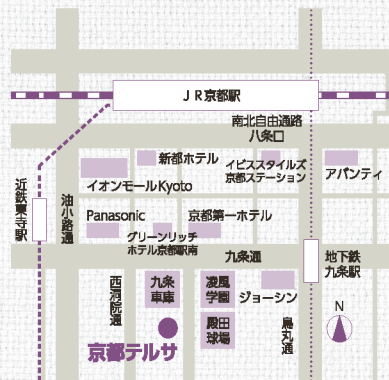 JR京都駅
南北自由通路
八条口
新都ホテル
イビススタイルズ
京都ステーション
アバンティ
イオンモールKyoto
近鉄東寺駅
油小路通
Panasonic
京都第一ホテル
グリーンリッチ
ホテル京都駅南
九条通
地下鉄
九条駅
西洞院通
九条
車庫
凌風
学園
ジョーシン
殿田
球場
烏丸通
N
京都テルサ